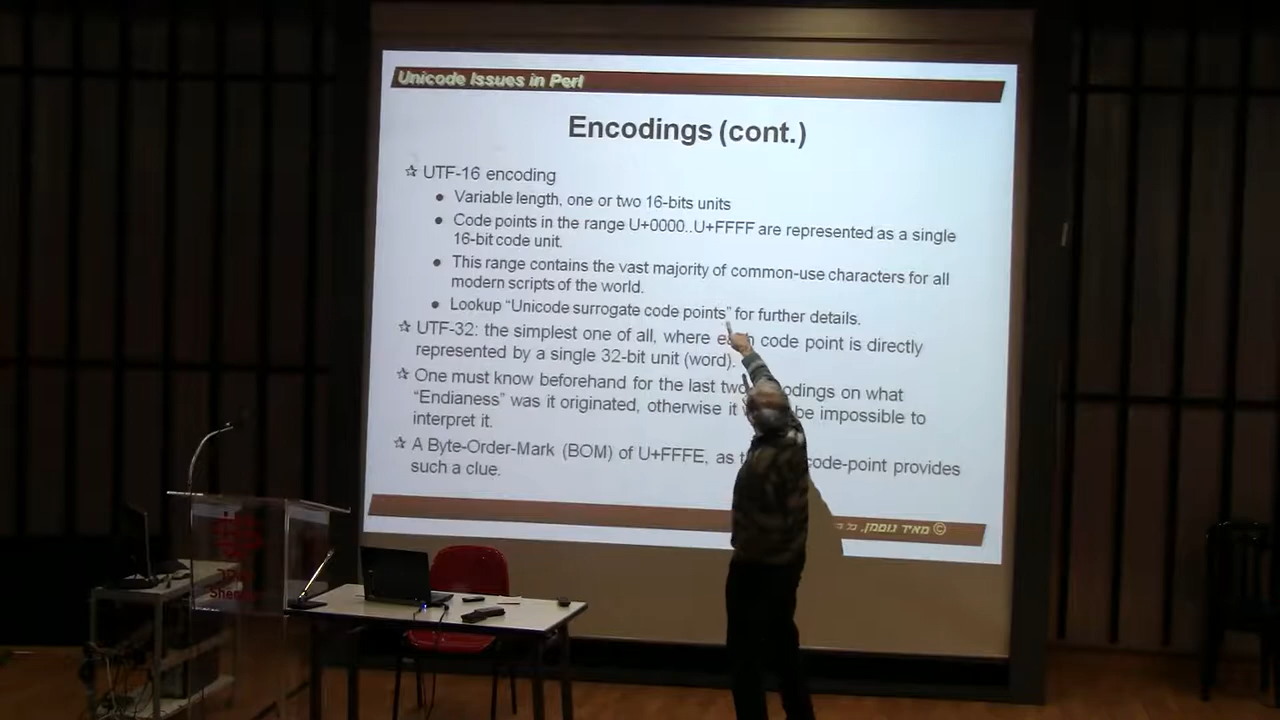 Unicode Issues in Perl
Encodings (cont.)
UTF-16 encoding
Variable length, one or two 16-bits units
Code points in the range U+0000..U+FFFF are represented as a single
16-bit code unit.
This range contains the vast majority of common-use characters for all
modern scripts of the world.
Lookup “Unicode surrogate code points” for further details.
UTF-32: the simplest one of all, where code point is directly
represented by a single 32-bit unit (word).
One must know beforehand for the last two on what
“Endianess” was it originated, otherwise it be impossible to
interpret it.
A Byte-Order-Mark (BOM) of U+FFFE, as code-point provides
such a clue.
© מאיר גוטמן,